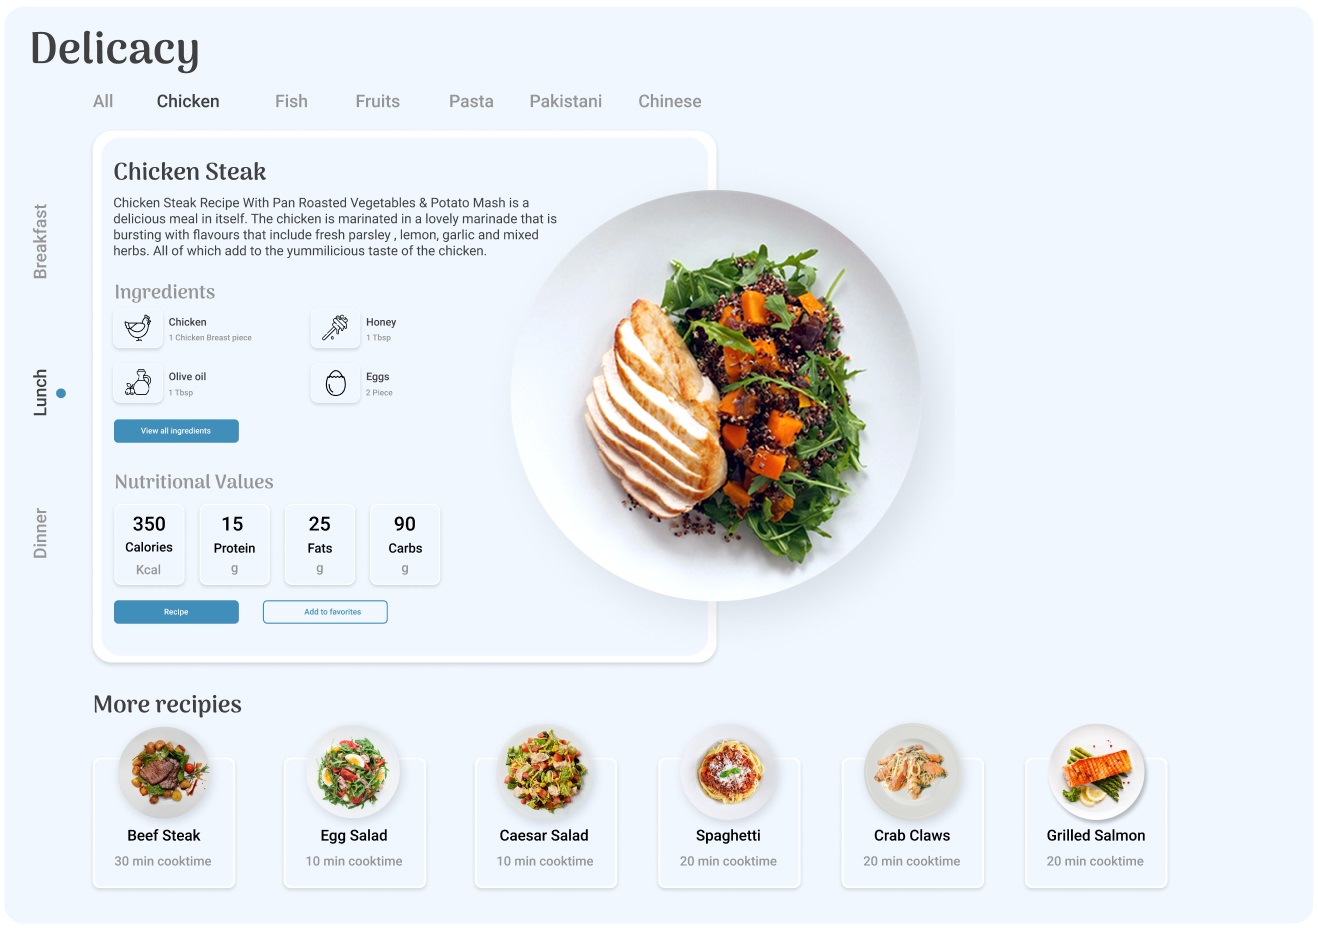 Delicacy
All Chicken Fish Fruits Pasta Pakistani Chinese
Breakfast
Lunch
Dinner
Chicken Steak
Chicken Steak Recipe With Pan Roasted Vegetables & Potato Mash is a
delicious meal in itself. The chicken is marinated in a lovely marinade that is
bursting with flavours that include fresh parsley , lemon, garlic and mixed
herbs. All of which add to the yummilicious taste of the chicken.
Ingredients
Chicken
1 Chicken Breast piece
Honey
1 Tbsp
Olive oil
1 Tbsp
Eggs
2 Piece
View all ingredients
Nutritional Values
350
Calories
Kcal
15
Protein
g
25
Fats
g
90
Carbs
g
Recipe
Add to favorites
More recipies
Beef Steak
30 min cooktime
Egg Salad
10 min cooktime
Caesar Salad
10 min cooktime
Spaghetti
20 min cooktime
Crab Claws
20 min cooktime
Grilled Salmon
20 min cooktime